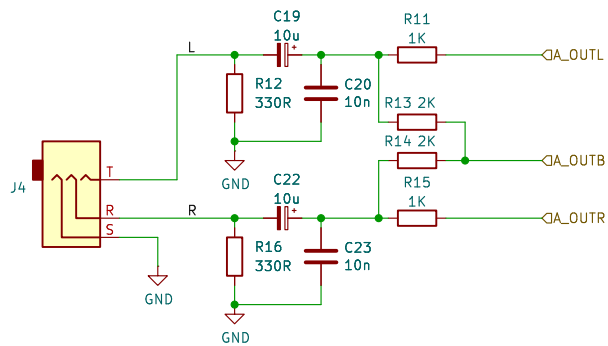 C19
10u
+
R11
1K
L
A_OUTL
R12
330R
C20
10n
R13 2K
R14 2K
A_OUTB
GND
J4
T
C22
10u
+
R15
1K
R
R
A_OUTR
S
R16
330R
C23
10n
GND
GND